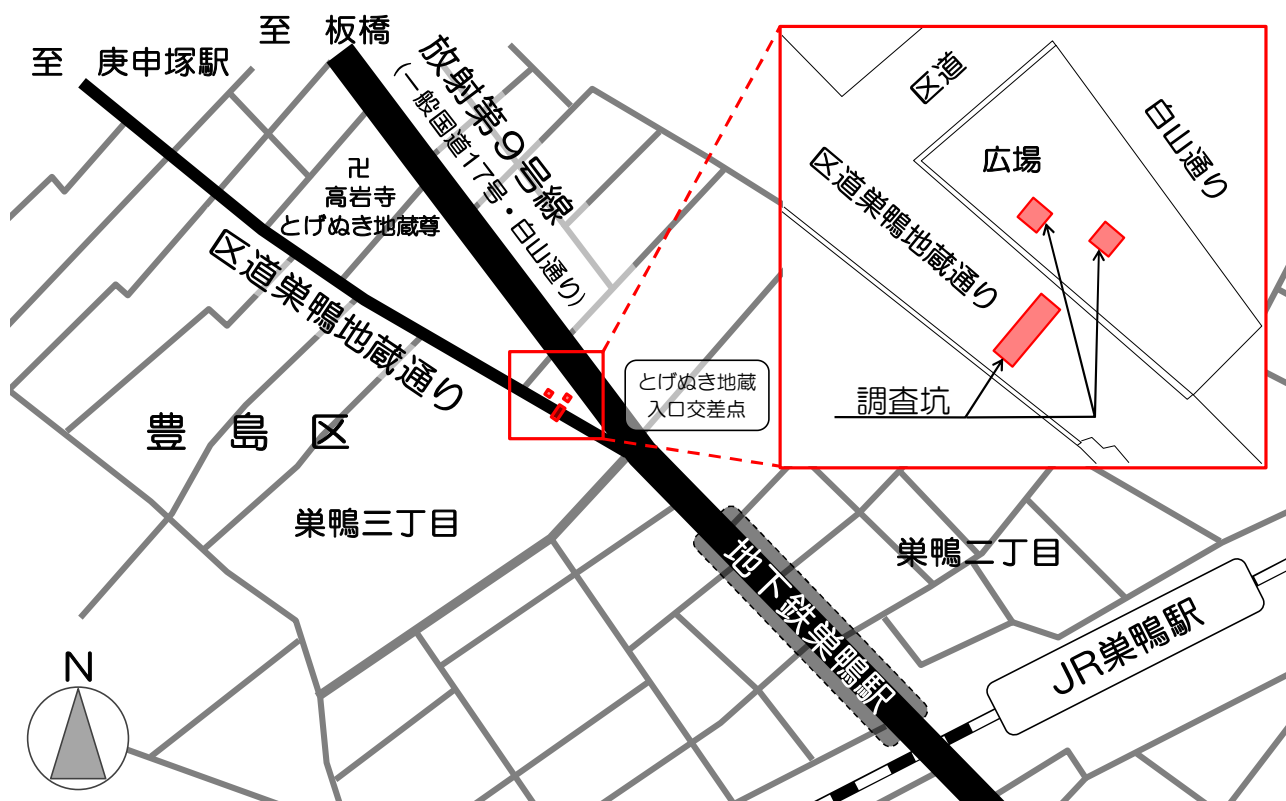 至　板橋
至　庚申塚駅
放射第9号線
(一般国道17号・白山通り)
卍
高岩寺
とげぬき地蔵尊
区道巣鴨地蔵通り
豊　島　区
巣鴨三丁目
とげぬき地蔵
入口交差点
区道
白山通り
広場
区道巣鴨地蔵通り
調査坑
巣鴨二丁目
地下鉄巣鴨駅
JR巣鴨駅
N